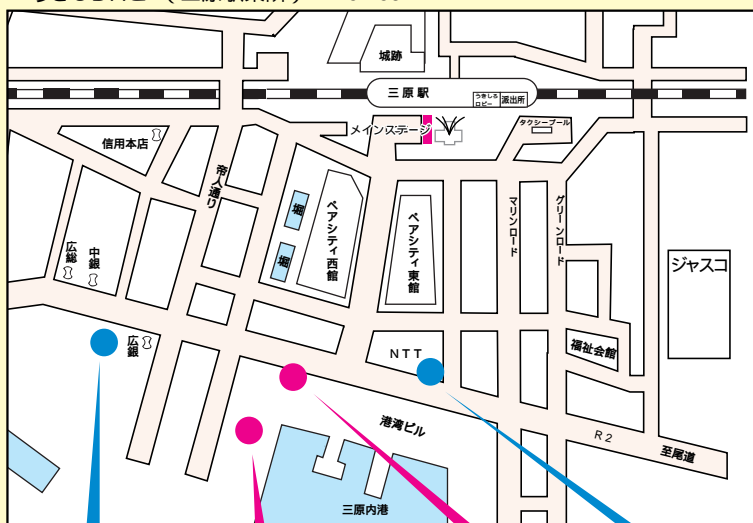 城跡
三原駅
うきしろ
ロビー
派出所
メインステージ
タクシープール
信用本店
帝人通り
堀
堀
ペアシティ西館
ペアシティ東館
マリンロード
グリーンロード
ジャスコ
広総
中銀
広銀
NTT
福祉会館
港湾ビル
R2
至尾道
三原内港